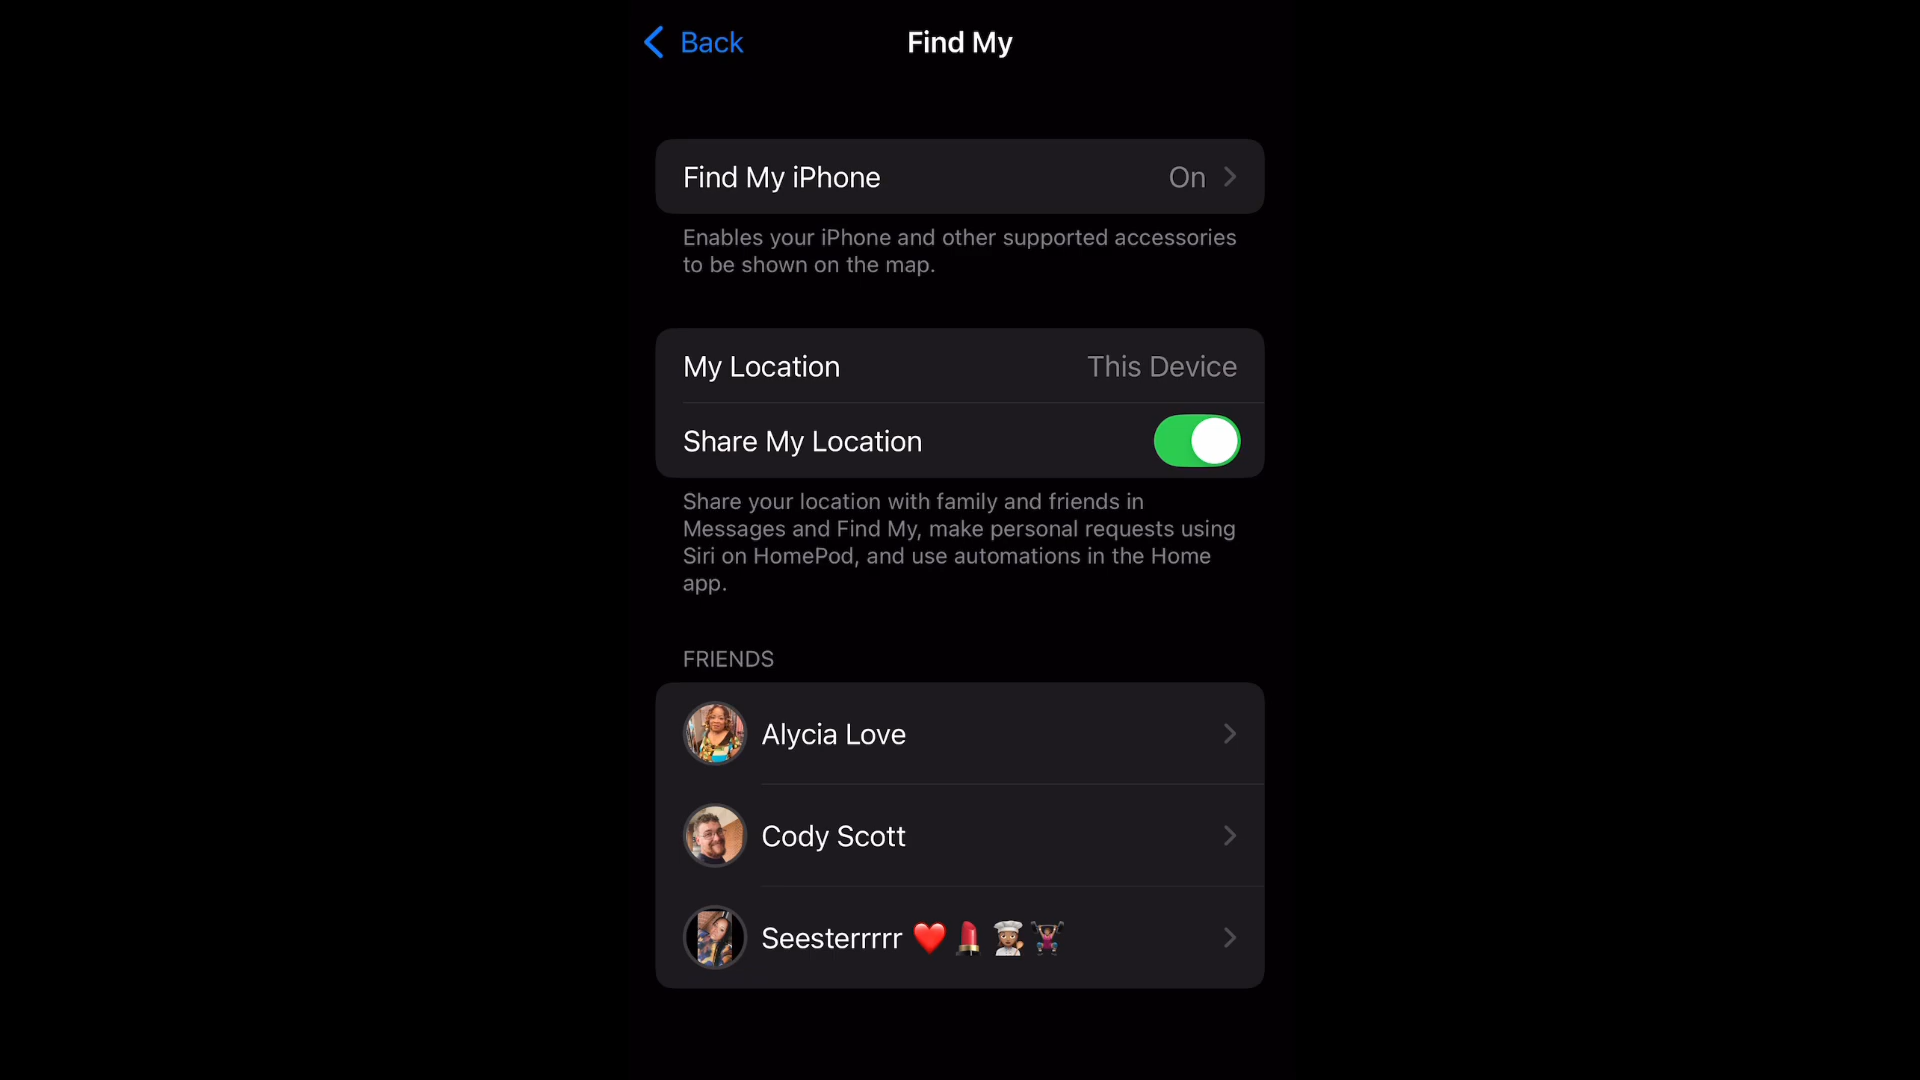 Back
Find My
Find My iPhone On
Enables your iPhone and other supported accessories
to be shown on the map.
My Location This Device
Share My Location
Share your location with family and friends in
Messages and Find My, make personal requests using
Siri on HomePod, and use automations in the Home
app.
FRIENDS
Alycia Love
Cody Scott
Seesterrrrr ❤️💄👩🏽‍🍳🏋🏽‍♀️